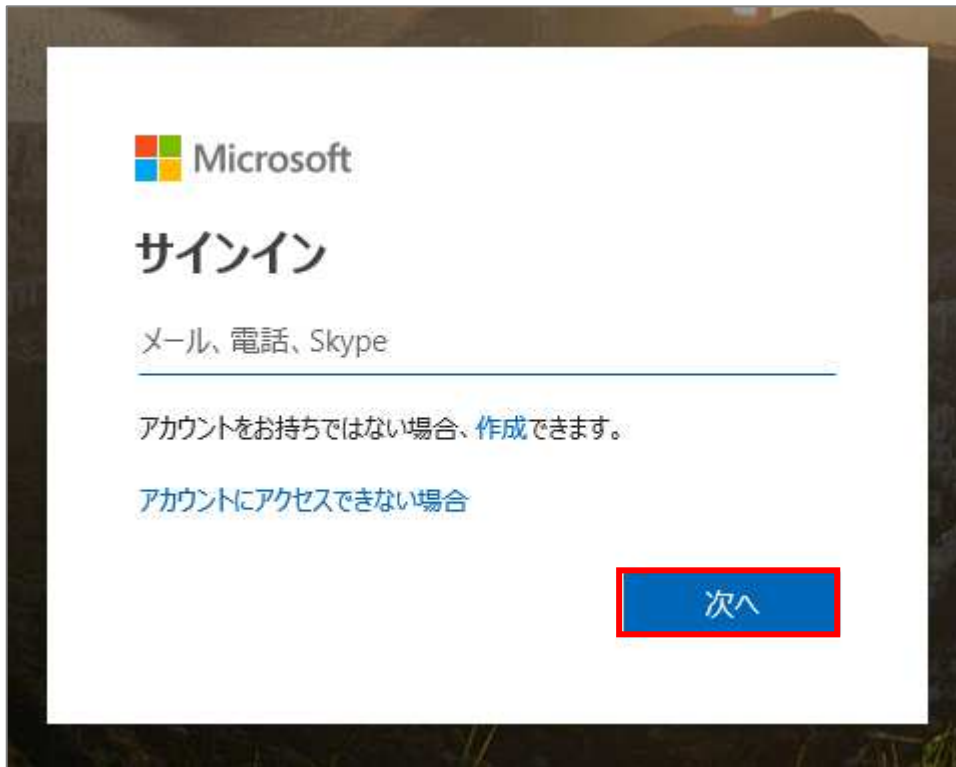 Microsoft
サインイン
メール、電話、Skype
アカウントをお持ちではない場合、作成できます。
アカウントにアクセスできない場合
次へ